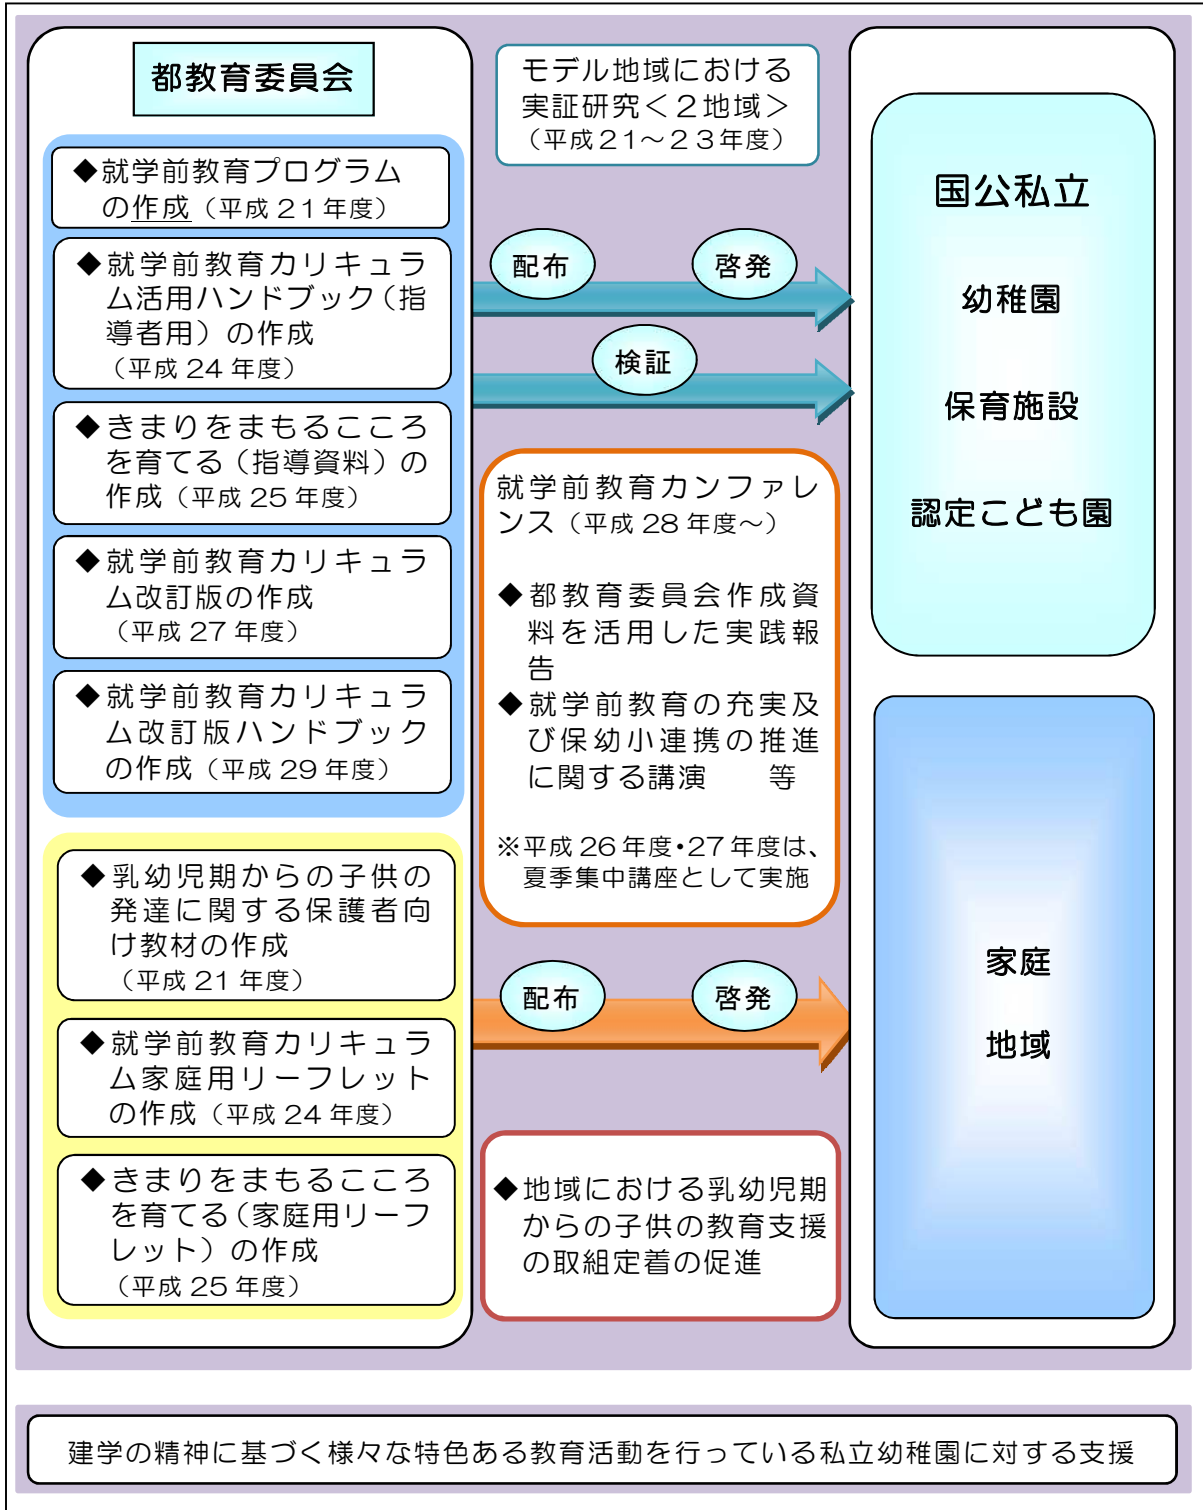 都教育委員会
◆就学前教育プログラム
の作成（平成 21 年度）
◆就学前教育カリキュラ
ム活用ハンドブック（指
導者用）の作成
（平成 24 年度）
◆きまりをまもるこころ
を育てる（指導資料）の
作成（平成 25 年度）
◆就学前教育カリキュラ
ム改訂版の作成
（平成 27 年度）
◆就学前教育カリキュラ
ム改訂版ハンドブック
の作成（平成 29 年度）
◆乳幼児期からの子供の
発達に関する保護者向
け教材の作成
（平成 21 年度）
◆就学前教育カリキュラ
ム家庭用リーフレット
の作成（平成 24 年度）
◆きまりをまもるこころ
を育てる（家庭用リーフ
レット）の作成
（平成 25 年度）
モデル地域における
実証研究＜２地域＞
（平成２１～２３年度）
配布
啓発
検証
就学前教育カンファレ
ンス（平成 28 年度～）
◆都教育委員会作成資
料を活用した実践報
告
◆就学前教育の充実及
び保幼小連携の推進
に関する講演　　等
※平成 26 年度・27 年度は、
夏季集中講座として実施
配布
啓発
◆地域における乳幼児期
からの子供の教育支援
の取組定着の促進
国公私立
幼稚園
保育施設
認定こども園
家庭
地域
建学の精神に基づく様々な特色ある教育活動を行っている私立幼稚園に対する支援